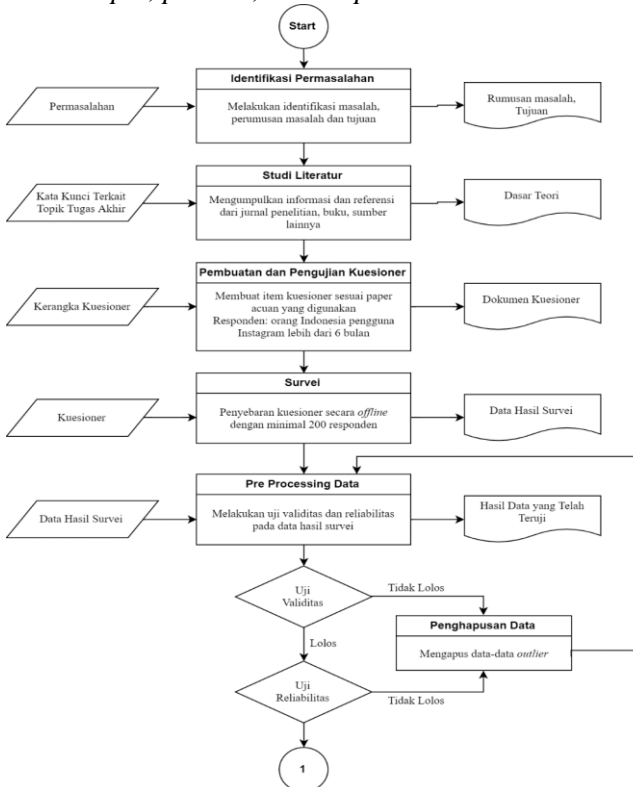 Start
Identifikasi Permasalahan
Permasalahan
Melakukan identifikasi masalah,
perumusan masalah dan tujuan
Rumusan masalah,
Tujuan
Studi Literatur
Kata Kunci Terkait
Topik Tugas Akhir
Mengumpulkan informasi dan referensi
dari jurnal penelitian, buku, sumber
lainnya
Dasar Teori
Pembuatan dan Pengujian Kuesioner
Kerangka Kuesioner
Membuat item kuesioner sesuai paper
acuan yang digunakan
Responden: orang Indonesia pengguna
Instagram lebih dari 6 bulan
Dokumen Kuesioner
Survei
Kuesioner
Penyebaran kuesioner secara offline
dengan minimal 200 responden
Data Hasil Survei
Pre Processing Data
Data Hasil Survei
Melakukan uji validitas dan reliabilitas
pada data hasil survei
Hasil Data yang Telah
Teruji
Uji
Validitas
Tidak Lolos
Lolos
Penghapusan Data
Mengapus data-data outlier
Uji
Reliabilitas
Tidak Lolos
1